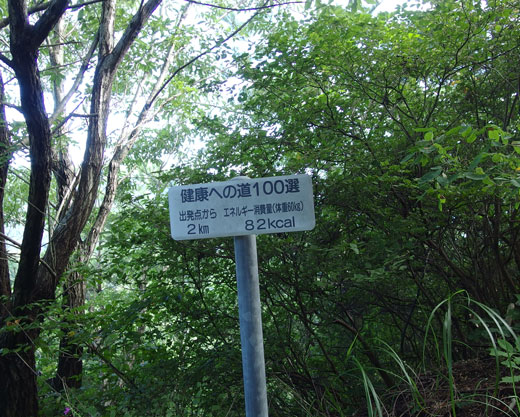 健康への道100選
出発点から エネルギー消費量(体重60kg)
2km 82kcal